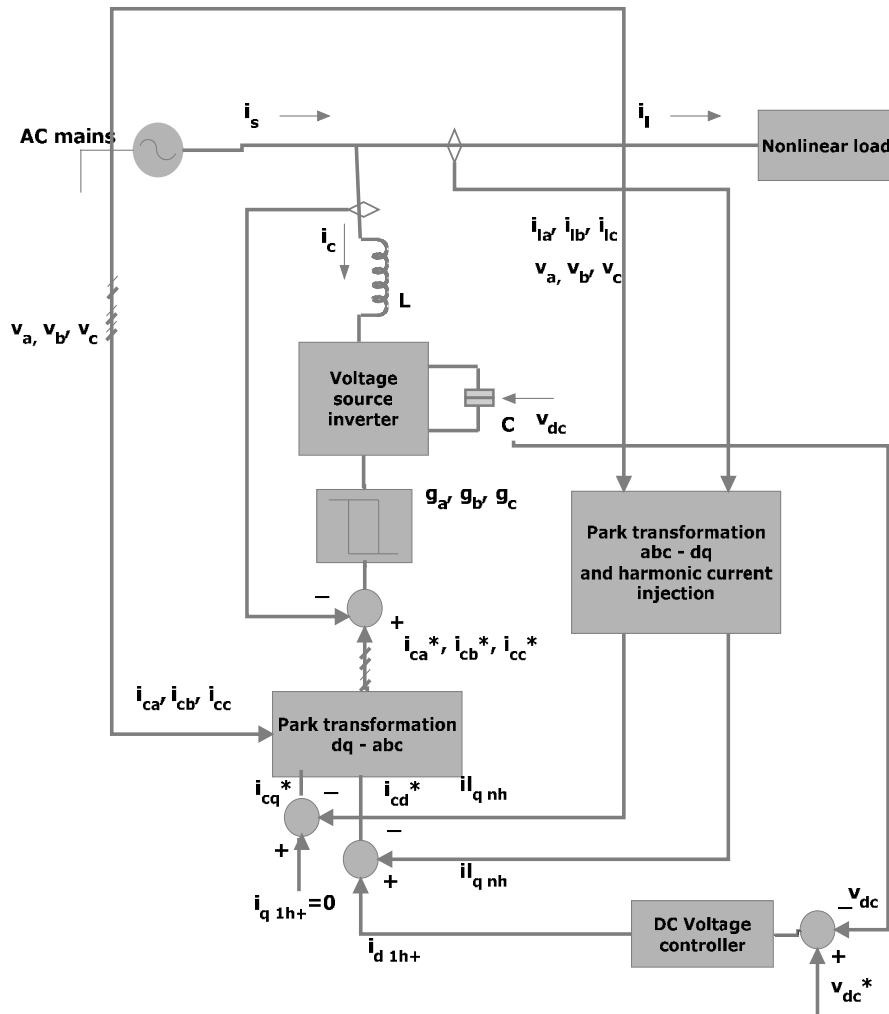 i_s
i_l
AC mains
Nonlinear load
i_la, i_lb, i_lc
i_c
v_a, v_b, v_c
L
v_a, v_b, v_c
Voltage
source
inverter
C
v_dc
g_a, g_b, g_c
Park transformation
abc - dq
and harmonic current
injection
−
+
i_ca*, i_cb*, i_cc*
i_ca, i_cb, i_cc
Park transformation
dq - abc
i_cq*
−
i_cd*
il_q nh
−
+
+
il_q nh
i_q 1h+=0
i_d 1h+
DC Voltage
controller
−
v_dc
+
v_dc*